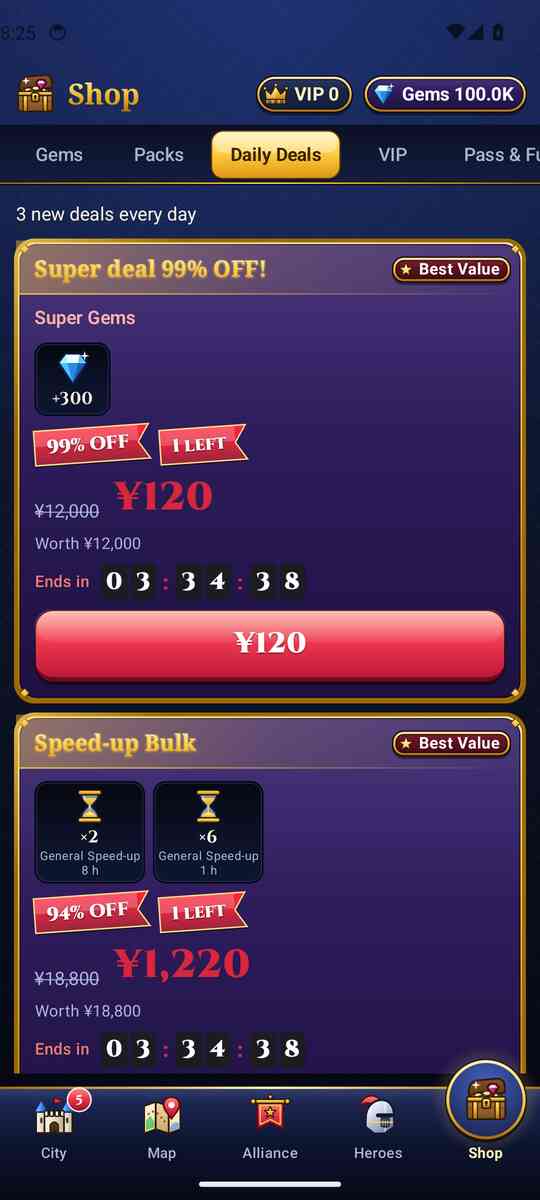 8:25
Shop
VIP 0
Gems 100.0K
Gems
Packs
Daily Deals
VIP
Pass & Fu
3 new deals every day
Super deal 99% OFF!
★ Best Value
Super Gems
+300
99% OFF
1 LEFT
¥12,000 ¥120
Worth ¥12,000
Ends in 03:34:38
¥120
Speed-up Bulk
★ Best Value
×2
General Speed-up
8 h
×6
General Speed-up
1 h
94% OFF
1 LEFT
¥18,800 ¥1,220
Worth ¥18,800
Ends in 03:34:38
5
City
Map
Alliance
Heroes
Shop